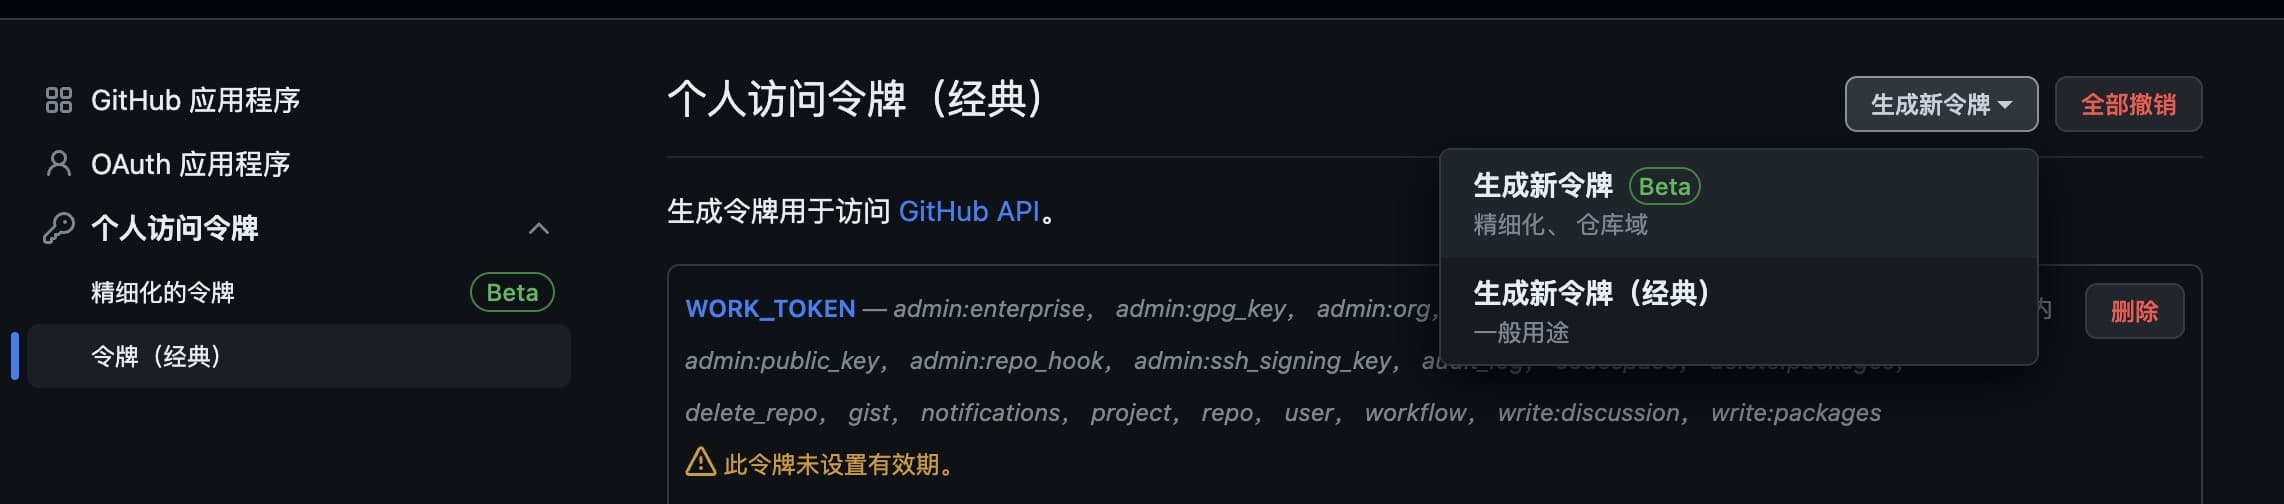 GitHub 应用程序
OAuth 应用程序
个人访问令牌
精细化的令牌 Beta
令牌（经典）
个人访问令牌（经典）
生成新令牌
全部撤销
生成新令牌 Beta
精细化、 仓库域
生成新令牌（经典）
一般用途
生成令牌用于访问 GitHub API。
WORK_TOKEN — admin:enterprise, admin:gpg_key, admin:org,
删除
admin:public_key, admin:repo_hook, admin:ssh_signing_key,
delete_repo, gist, notifications, project, repo, user, workflow, write:discussion, write:packages
此令牌未设置有效期。